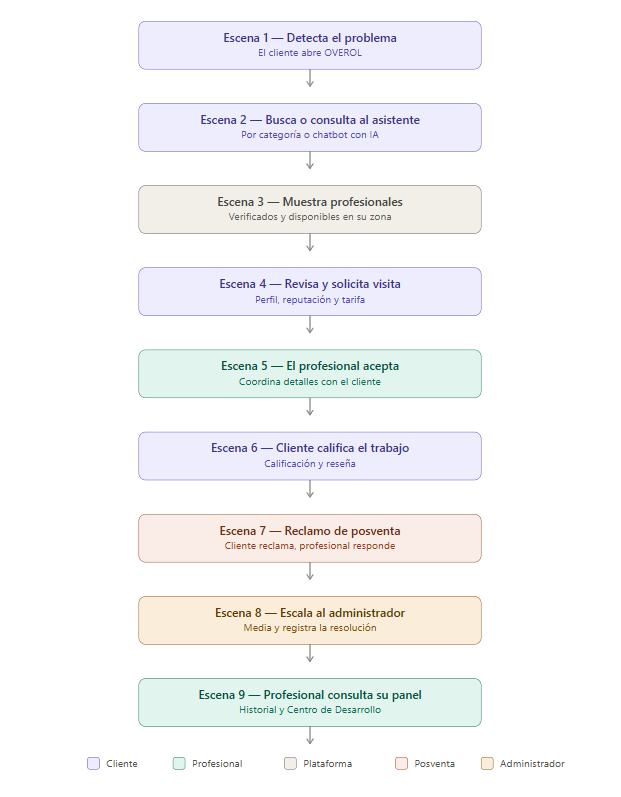 Escena 1 — Detecta el problema
El cliente abre OVEROL
Escena 2 — Busca o consulta al asistente
Por categoría o chatbot con IA
Escena 3 — Muestra profesionales
Verificados y disponibles en su zona
Escena 4 — Revisa y solicita visita
Perfil, reputación y tarifa
Escena 5 — El profesional acepta
Coordina detalles con el cliente
Escena 6 — Cliente califica el trabajo
Calificación y reseña
Escena 7 — Reclamo de posventa
Cliente reclama, profesional responde
Escena 8 — Escala al administrador
Media y registra la resolución
Escena 9 — Profesional consulta su panel
Historial y Centro de Desarrollo
Cliente Profesional Plataforma Posventa Administrador